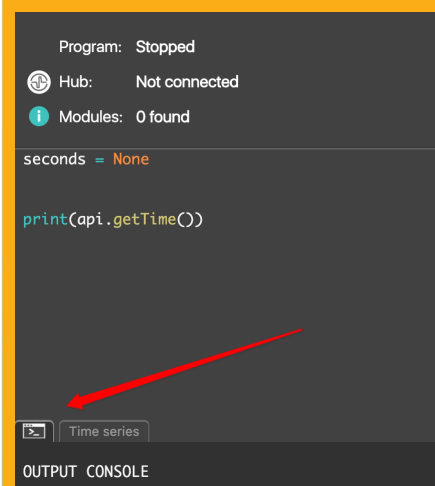 Program: Stopped
Hub: Not connected
i Modules: 0 found
seconds = None
print(api.getTime())
>_ Time series
OUTPUT CONSOLE